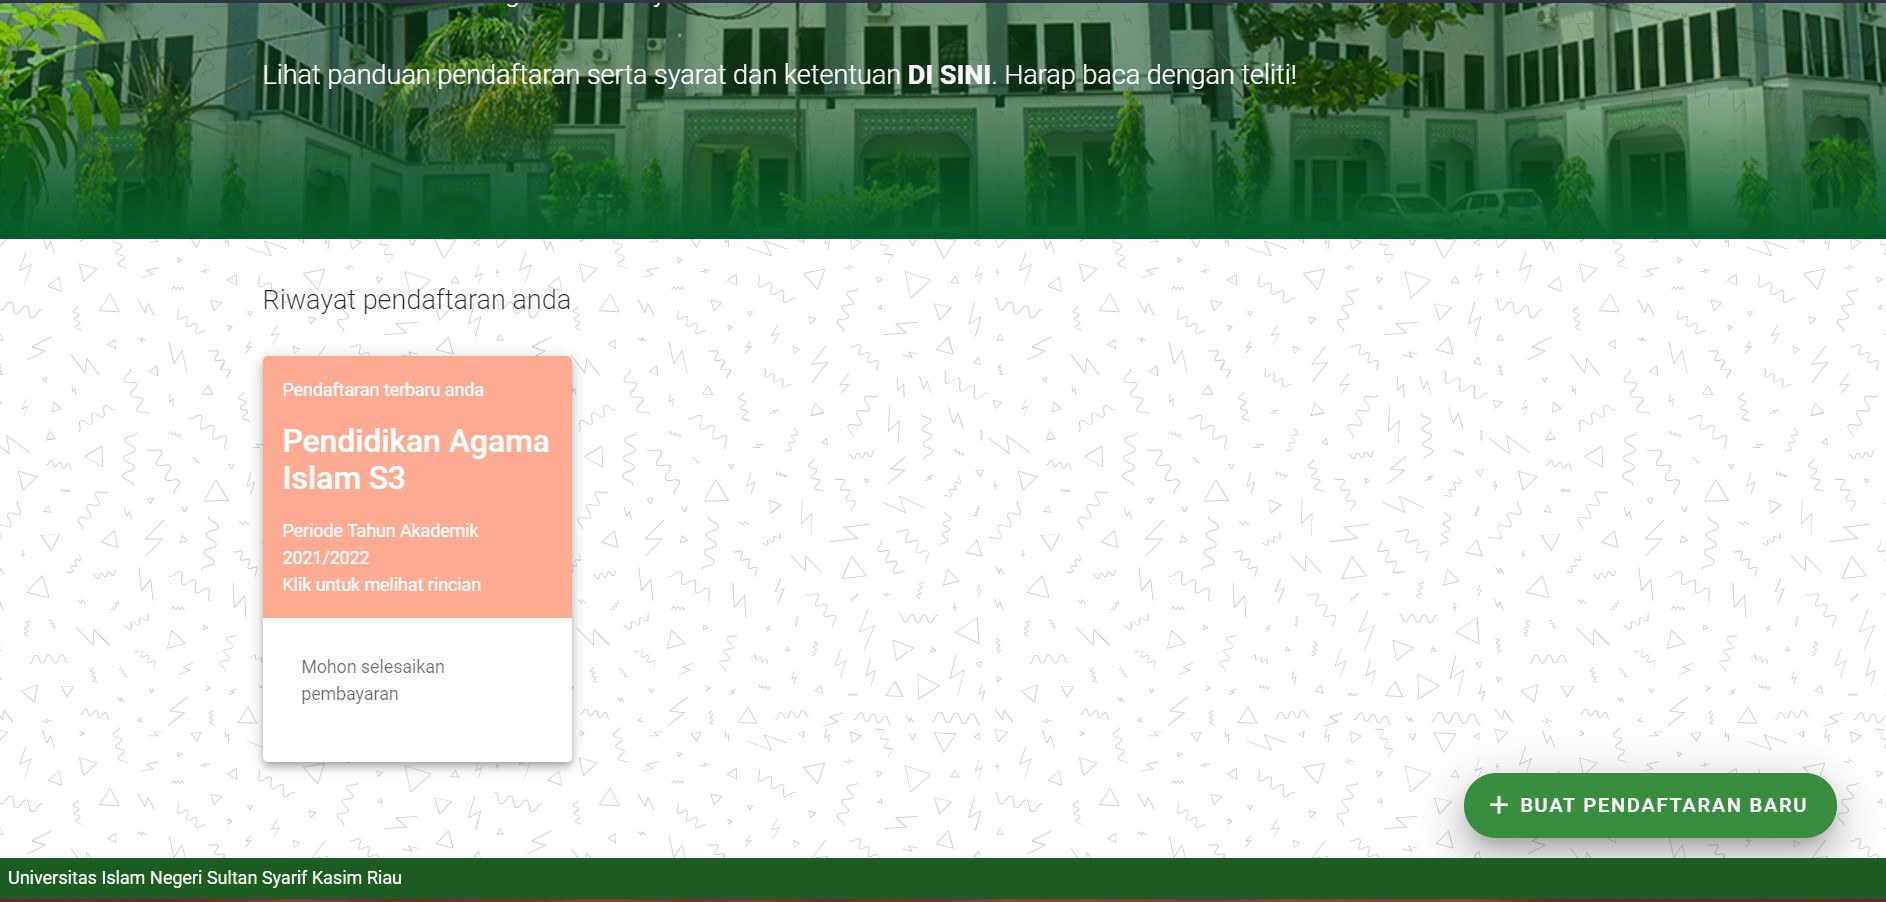 Lihat panduan pendaftaran serta syarat dan ketentuan DI SINI. Harap baca dengan teliti!
Riwayat pendaftaran anda
Pendaftaran terbaru anda
Pendidikan Agama
Islam S3
Periode Tahun Akademik
2021/2022
Klik untuk melihat rincian
Mohon selesaikan
pembayaran
+ BUAT PENDAFTARAN BARU
Universitas Islam Negeri Sultan Syarif Kasim Riau